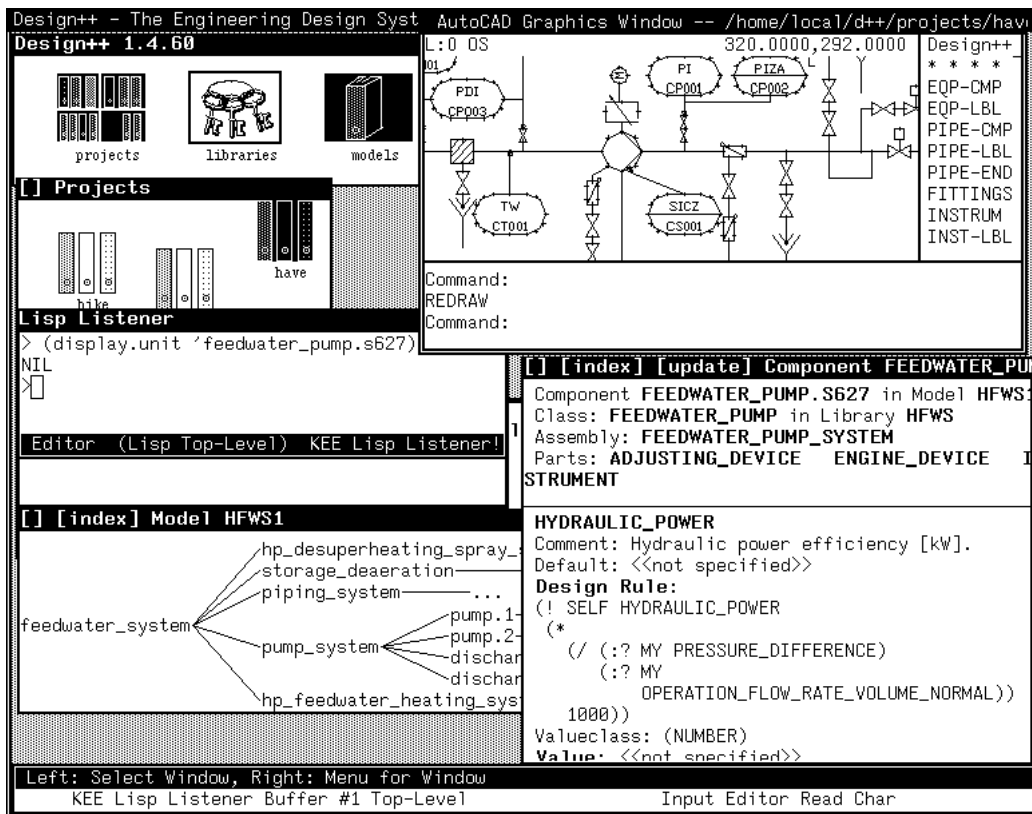 Design++ - The Engineering Design Syst
AutoCAD Graphics Window -- /home/local/d++/projects/hav
Design++ 1.4.60
projects
libraries
models
L:0 OS
320.0000,292.0000
PDI
CP003
PI
CP001
PIZA
CP002
TW
CT001
SICZ
CS001
Design++
* * * *
EQP-CMP
EQP-LBL
PIPE-CMP
PIPE-LBL
PIPE-END
FITTINGS
INSTRUM
INST-LBL
Command:
REDRAW
Command:
[] Projects
hike
have
Lisp Listener
> (display.unit 'feedwater_pump.s627)
NIL
>
Editor (Lisp Top-Level) KEE Lisp Listener!
[] [index] [update] Component FEEDWATER_PUM
Component FEEDWATER_PUMP.S627 in Model HFWS1
Class: FEEDWATER_PUMP in Library HFWS
Assembly: FEEDWATER_PUMP_SYSTEM
Parts: ADJUSTING_DEVICE ENGINE_DEVICE I
STRUMENT
HYDRAULIC_POWER
Comment: Hydraulic power efficiency [kW].
Default: <<not specified>>
Design Rule:
(! SELF HYDRAULIC_POWER
(*
(/ (:? MY PRESSURE_DIFFERENCE)
(:? MY
OPERATION_FLOW_RATE_VOLUME_NORMAL))
1000))
Valueclass: (NUMBER)
Value: <<not specified>>
[] [index] Model HFWS1
feedwater_system
hp_desuperheating_spray_s
storage_deaeration
piping_system
...
pump_system
pump.1
pump.2
dischar
dischar
hp_feedwater_heating_sys
Left: Select Window, Right: Menu for Window
KEE Lisp Listener Buffer #1 Top-Level
Input Editor Read Char